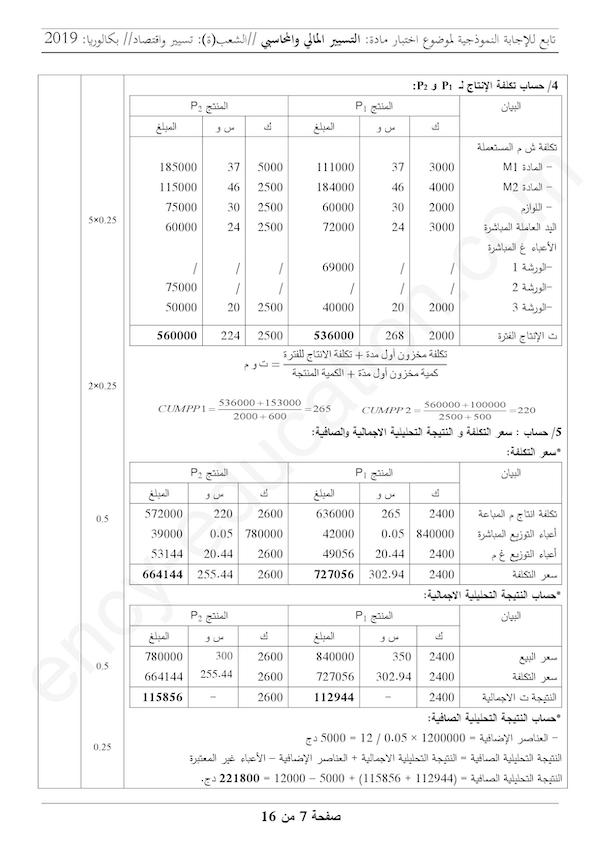 تابع للإجابة النموذجية لموضوع اختبار مادة: التسيير المالي والمحاسبي //الشعب(ة): تسيير واقتصاد// بكالوريا: 2019
4/ حساب تكلفة الإنتاج لـ P1 و P2:
البيان المنتج P1 المنتج P2
ك س و المبلغ ك س و المبلغ
تكلفة ش م المستعملة
- المادة M1 3000 37 111000 5000 37 185000
- المادة M2 4000 46 184000 2500 46 115000
- اللوازم 2000 30 60000 2500 30 75000
اليد العاملة المباشرة 3000 24 72000 2500 24 60000
الأعباء غ المباشرة
-الورشة 1 / / 69000 / / /
-الورشة 2 / / / / / 75000
-الورشة 3 2000 20 40000 2500 20 50000
5×0.25
ت الإنتاج الفترة 2000 268 536000 2500 224 560000
ت و م = تكلفة مخزون أول مدة + تكلفة الانتاج للفترة
كمية مخزون أول مدة + الكمية المنتجة
2×0.25
CUMPP 1 = 536000+153000 / 2000+600 = 265 CUMPP 2 = 560000+100000 / 2500+500 = 220
5/ حساب : سعر التكلفة و النتيجة التحليلية الاجمالية والصافية:
*سعر التكلفة:
البيان المنتج P1 المنتج P2
ك س و المبلغ ك س و المبلغ
تكلفة انتاج م المباعة 2400 265 636000 2600 220 572000
أعباء التوزيع المباشرة 840000 0.05 42000 780000 0.05 39000
أعباء التوزيع غ م 2400 20.44 49056 2600 20.44 53144
سعر التكلفة 2400 302.94 727056 2600 255.44 664144
0.5
*حساب النتيجة التحليلية الاجمالية:
البيان المنتج P1 المنتج P2
ك س و المبلغ ك س و المبلغ
سعر البيع 2400 350 840000 2600 300 780000
سعر التكلفة 2400 302.94 727056 2600 255.44 664144
النتيجة ت الاجمالية 2400 - 112944 2600 - 115856
0.5
*حساب النتيجة التحليلية الصافية:
- العناصر الإضافية = 1200000 × 0.05 / 12 = 5000 دج
النتيجة التحليلية الصافية = النتيجة التحليلية الاجمالية + العناصر الإضافية – الأعباء غير المعتبرة
النتيجة التحليلية الصافية = (112944 + 115856) + 5000 – 12000 = 221800 دج.
0.25
صفحة 7 من 16
ency-education.com